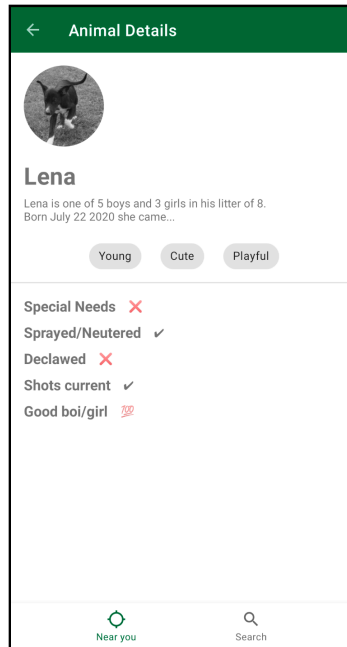 Animal Details
Lena
Lena is one of 5 boys and 3 girls in his litter of 8.
Born July 22 2020 she came...
Young Cute Playful
Special Needs ❌
Sprayed/Neutered ✔
Declawed ❌
Shots current ✔
Good boi/girl 💯
Near you Search